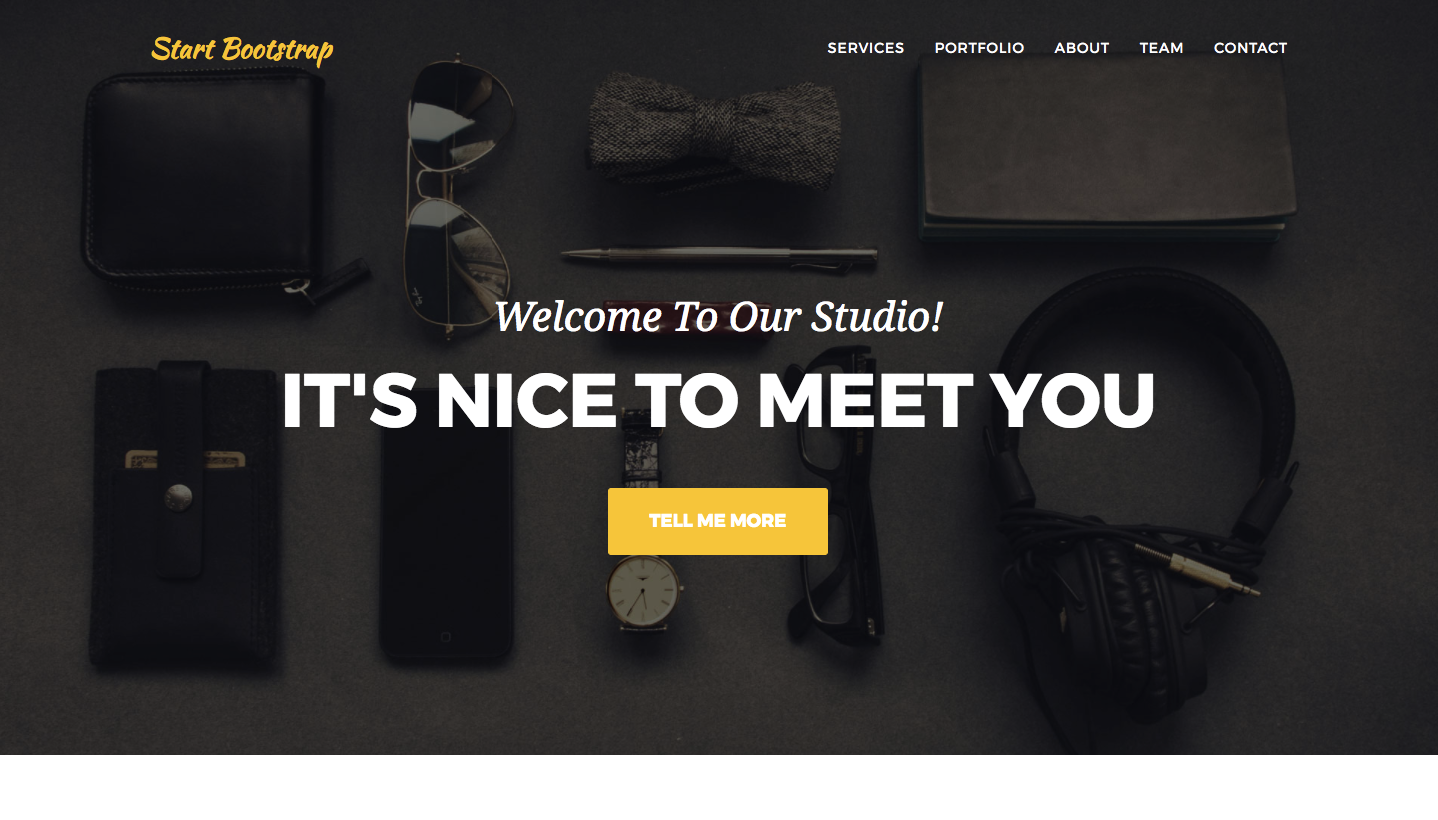 Start Bootstrap
SERVICES PORTFOLIO ABOUT TEAM CONTACT
Welcome To Our Studio!
IT'S NICE TO MEET YOU
TELL ME MORE